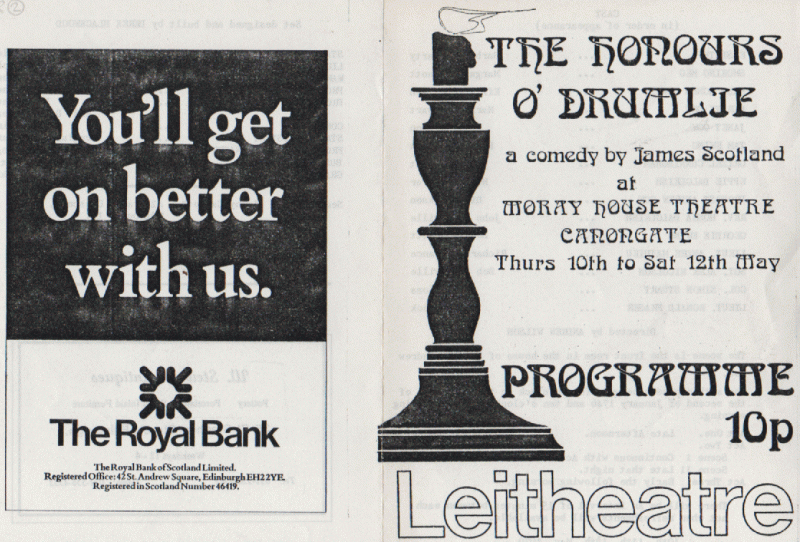 You'll get
on better
with us.
The Royal Bank
The Royal Bank of Scotland Limited.
Registered Office: 42 St. Andrew Square, Edinburgh EH2 2YE.
Registered in Scotland Number 46419.
THE HONOURS
O' DRUMLIE
a comedy by James Scotland
at
MORAY HOUSE THEATRE
CANONGATE
Thurs 10th to Sat 12th May
PROGRAMME
10p
Leitheatre